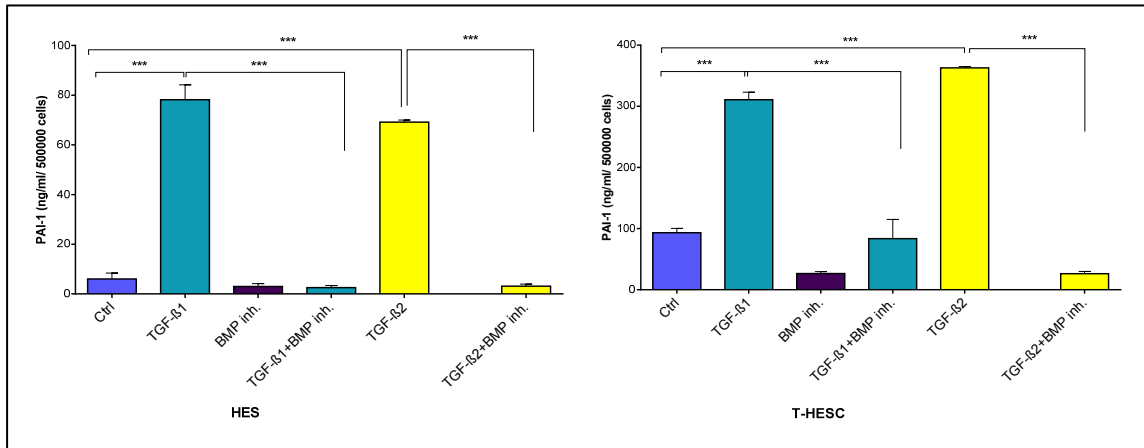 ***
***
***
***
100
80
60
40
20
0
PAI-1 (ng/ml/ 500000 cells)
Ctrl
TGF-ß1
BMP inh.
TGF-ß1+BMP inh.
TGF-ß2
TGF-ß2+BMP inh.
HES
***
***
***
***
400
300
200
100
0
PAI-1 (ng/ml/ 500000 cells)
Ctrl
TGF-ß1
BMP inh.
TGF-ß1+BMP inh.
TGF-ß2
TGF-ß2+BMP inh.
T-HESC